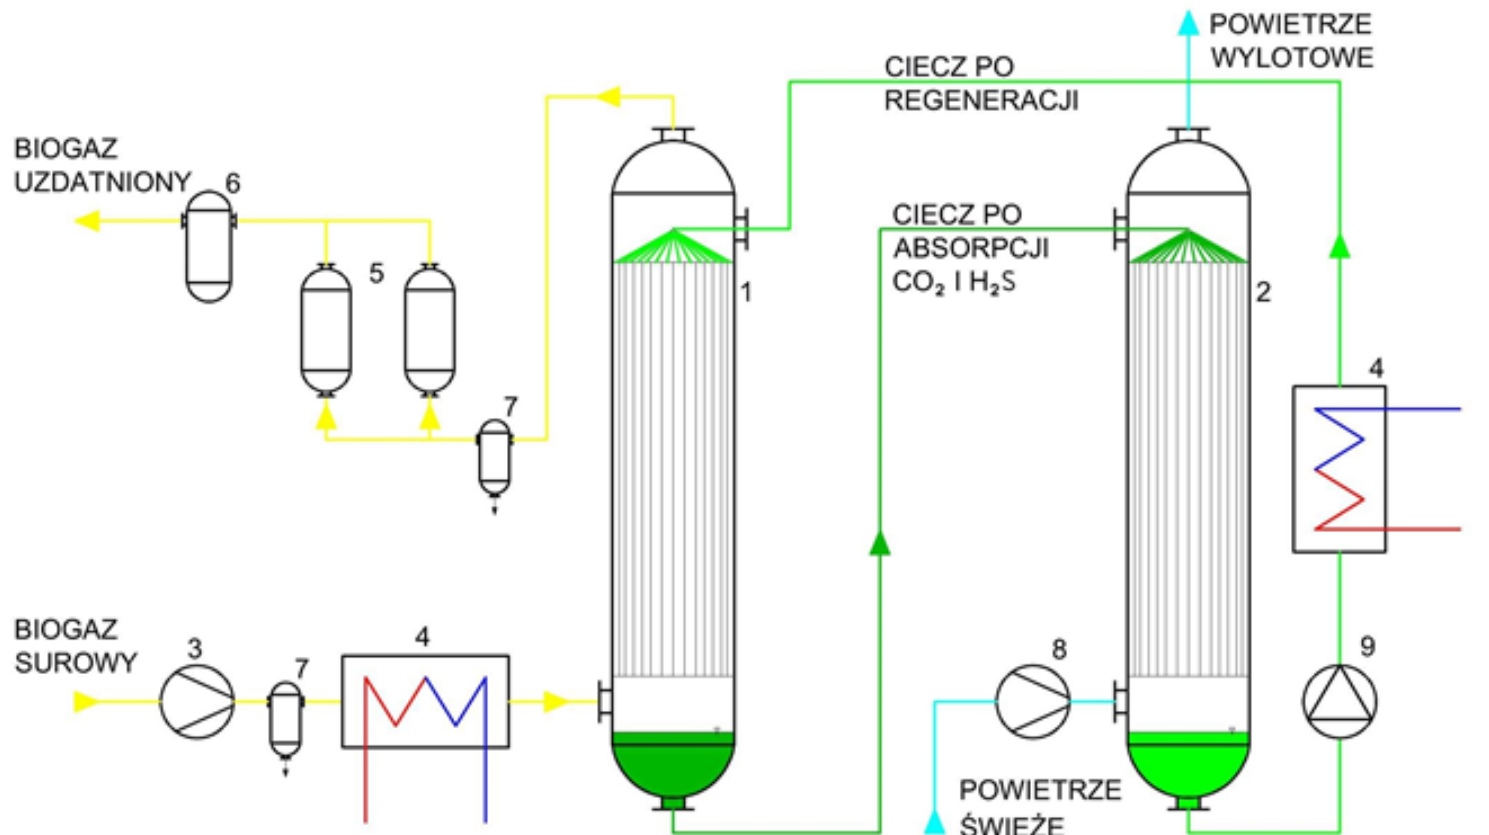 POWIETRZE
WYLOTOWE
CIECZ PO
REGENERACJI
BIOGAZ
UZDATNIONY
6
5
7
CIECZ PO
ABSORPCJI
CO₂ I H₂S
1
2
4
BIOGAZ
SUROWY
3
7
4
8
9
POWIETRZE
ŚWIEŻE